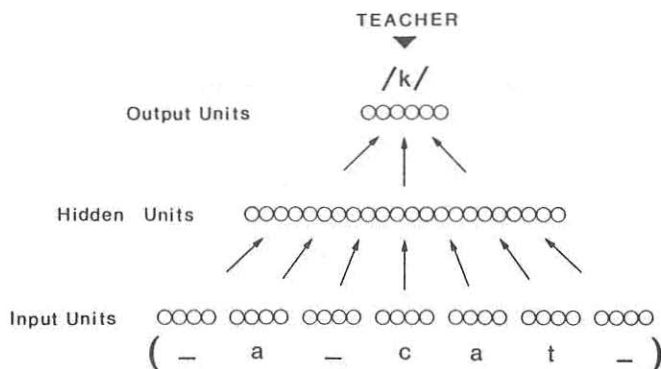 TEACHER
/k/
Output Units
Hidden Units
Input Units
( _ a _ c a t _ )